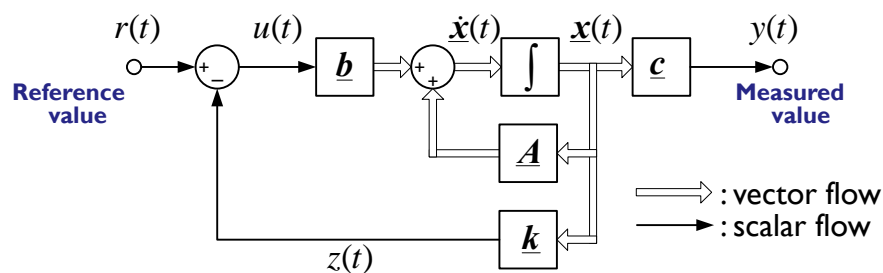 r(t) u(t) ẋ(t) x(t) y(t)
+ − b + + ∫ c
Reference
value
Measured
value
A
k
z(t)
: vector flow
: scalar flow